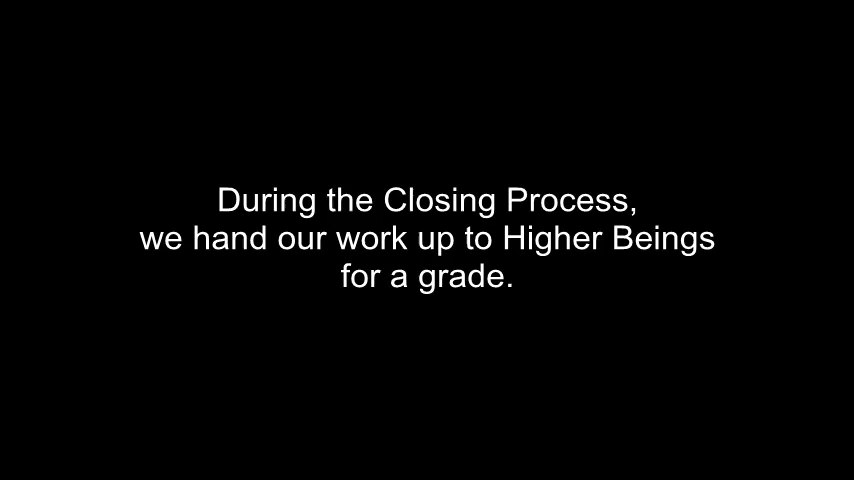 During the Closing Process,
we hand our work up to Higher Beings
for a grade.